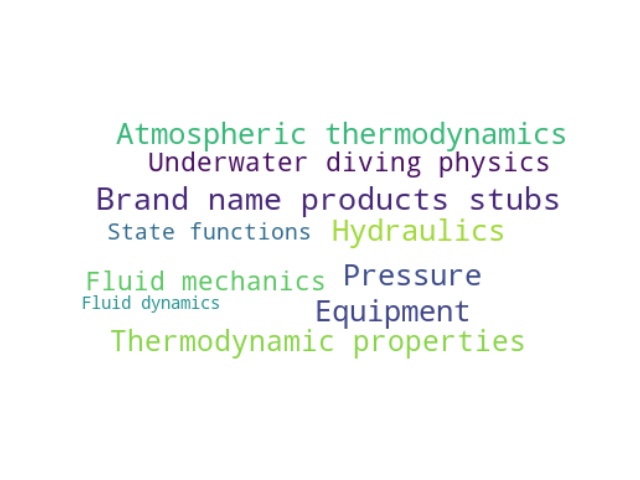 Atmospheric thermodynamics
Underwater diving physics
Brand name products stubs
State functions Hydraulics
Fluid mechanics Pressure
Fluid dynamics Equipment
Thermodynamic properties